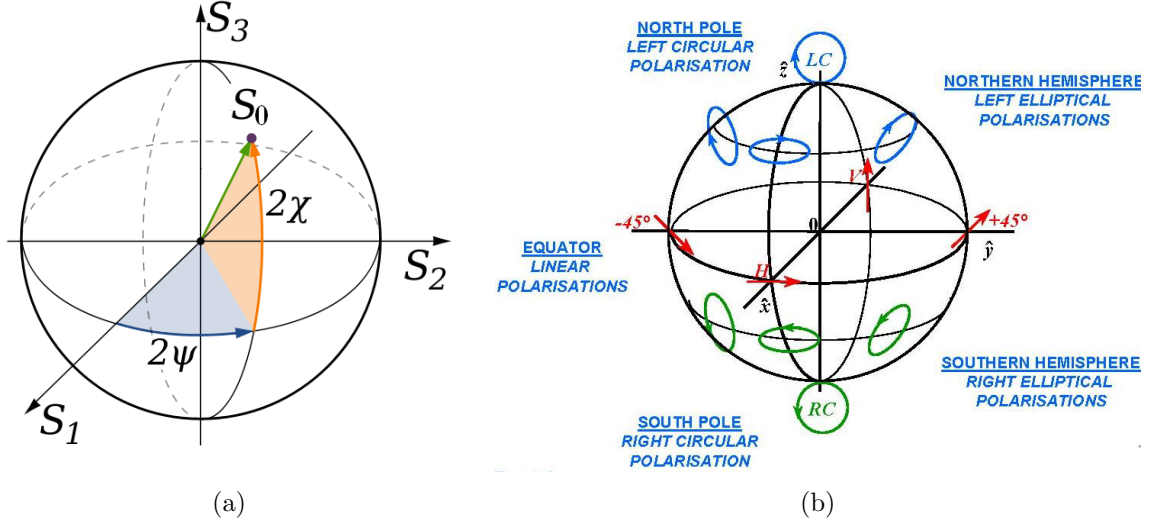 S₃
S₀
2χ
S₂
2ψ
S₁
(a)
NORTH POLE
LEFT CIRCULAR
POLARISATION
ẑ
LC
NORTHERN HEMISPHERE
LEFT ELLIPTICAL
POLARISATIONS
V
-45°
0
+45°
ŷ
EQUATOR
LINEAR
POLARISATIONS
H
x̂
SOUTHERN HEMISPHERE
RIGHT ELLIPTICAL
POLARISATIONS
RC
SOUTH POLE
RIGHT CIRCULAR
POLARISATION
(b)